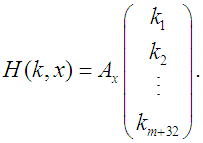 H(k, x) = A_x ( k_1
k_2
⋮
k_{m+32} ).